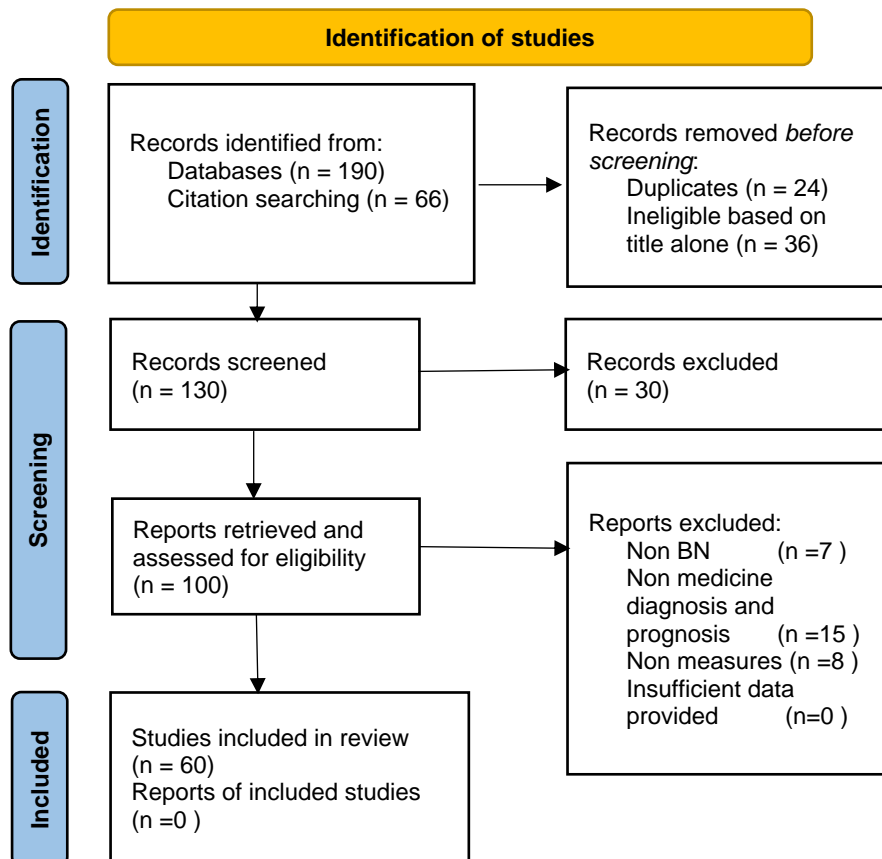 Identification of studies
Identification
Records identified from:
Databases (n = 190)
Citation searching (n = 66)
Records removed before
screening:
Duplicates (n = 24)
Ineligible based on
title alone (n = 36)
Screening
Records screened
(n = 130)
Records excluded
(n = 30)
Reports retrieved and
assessed for eligibility
(n = 100)
Reports excluded:
Non BN (n =7 )
Non medicine
diagnosis and
prognosis (n =15 )
Non measures (n =8 )
Insufficient data
provided (n=0 )
Included
Studies included in review
(n = 60)
Reports of included studies
(n =0 )